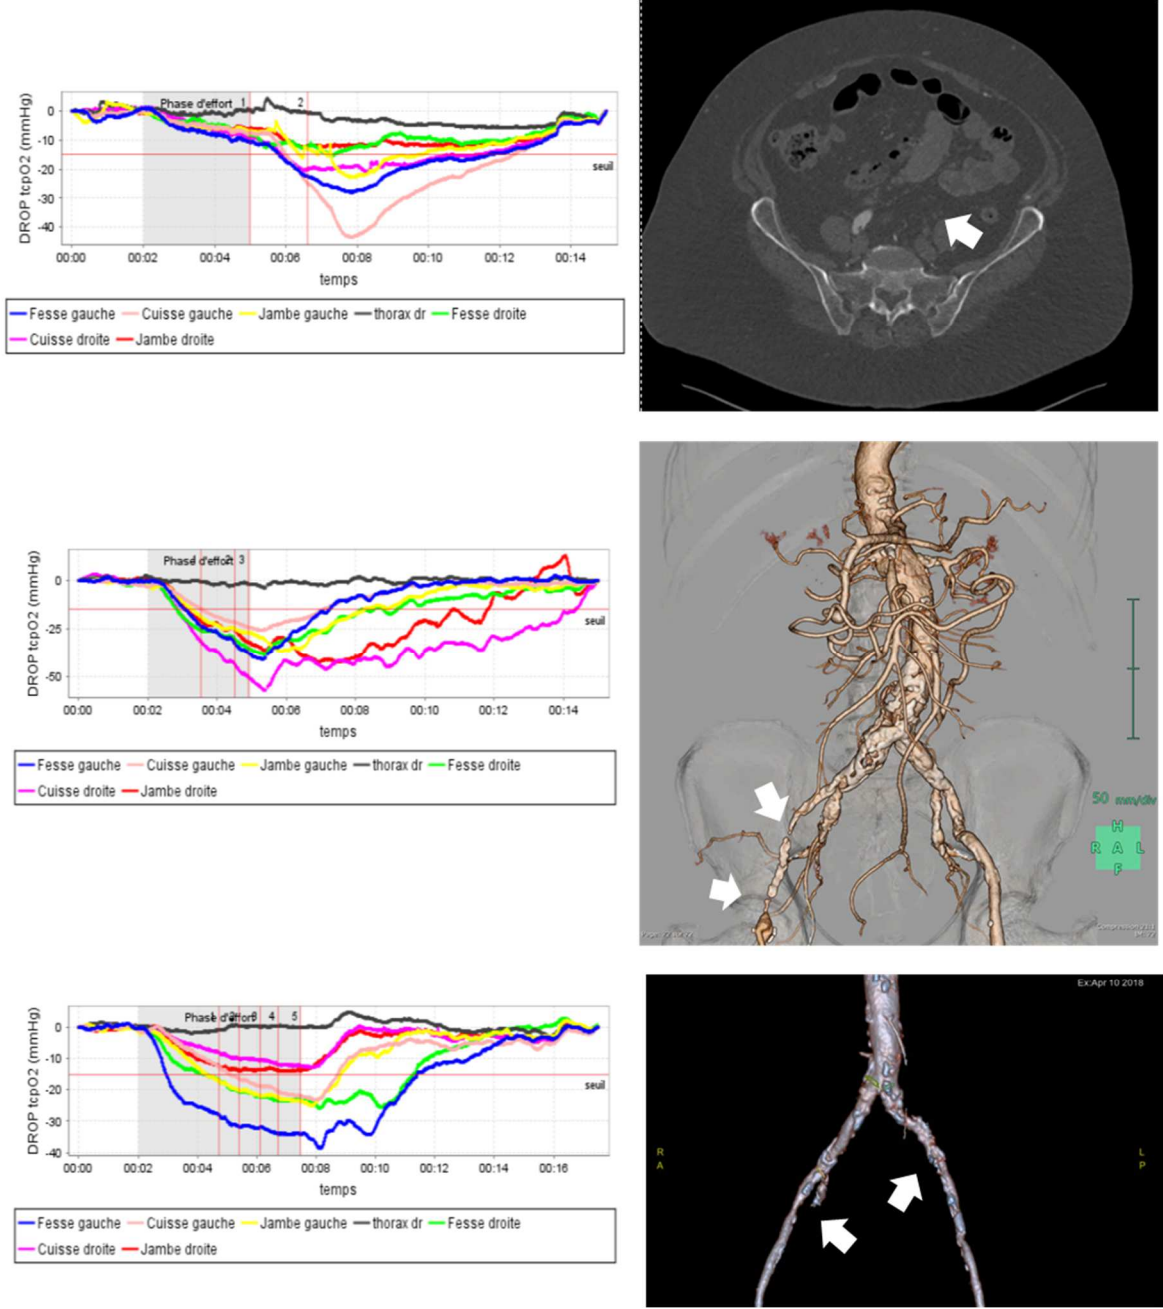 DROP tcpO2 (mmHg)
0
-10
-20
-30
-40
Phase d'effort 1 2
seuil
00:00 00:02 00:04 00:06 00:08 00:10 00:12 00:14
temps
Fesse gauche Cuisse gauche Jambe gauche thorax dr Fesse droite
Cuisse droite Jambe droite
DROP tcpO2 (mmHg)
0
-25
-50
Phase d'effort 3
seuil
00:00 00:02 00:04 00:06 00:08 00:10 00:12 00:14
temps
Fesse gauche Cuisse gauche Jambe gauche thorax dr Fesse droite
Cuisse droite Jambe droite
50 mm/div
H
R A L
F
DROP tcpO2 (mmHg)
0
-10
-20
-30
-40
Phase d'effort 4 5
seuil
00:00 00:02 00:04 00:06 00:08 00:10 00:12 00:14 00:16
temps
Fesse gauche Cuisse gauche Jambe gauche thorax dr Fesse droite
Cuisse droite Jambe droite
Ex:Apr 10 2018
R L
A P